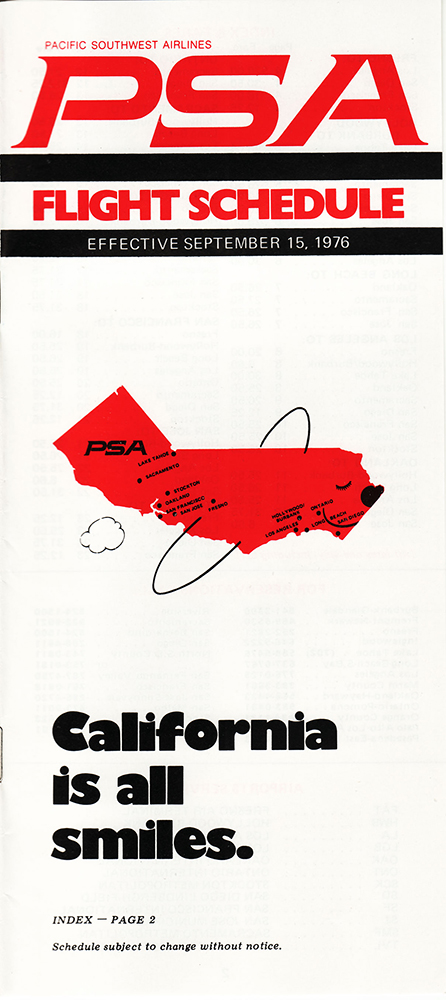 PACIFIC SOUTHWEST AIRLINES
PSA
FLIGHT SCHEDULE
EFFECTIVE SEPTEMBER 15, 1976
PSA
LAKE TAHOE
SACRAMENTO
STOCKTON
OAKLAND
SAN FRANCISCO
SAN JOSE
FRESNO
HOLLYWOOD/
BURBANK
ONTARIO
LOS ANGELES
LONG BEACH
SAN DIEGO
California
is all
smiles.
INDEX — PAGE 2
Schedule subject to change without notice.